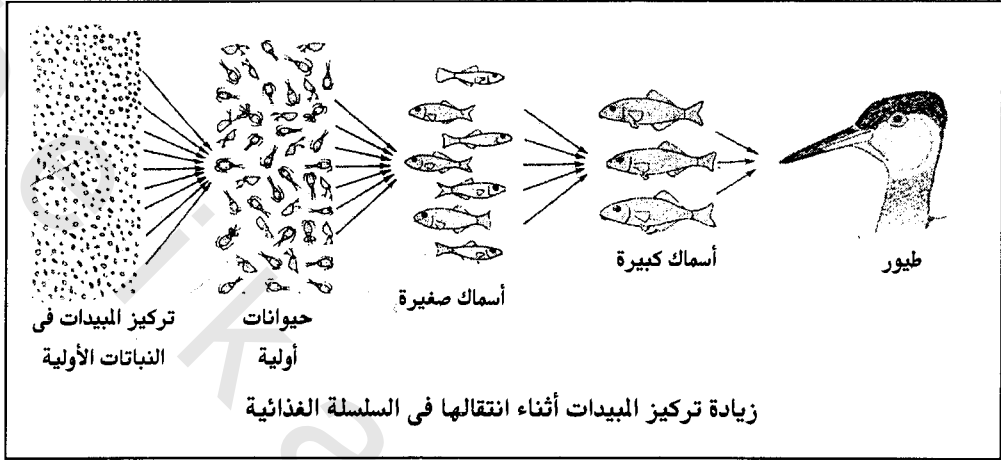 طيور
أسماك كبيرة
أسماك صغيرة
حيوانات
أولية
تركيز المبيدات فى
النباتات الأولية
زيادة تركيز المبيدات أثناء انتقالها فى السلسلة الغذائية